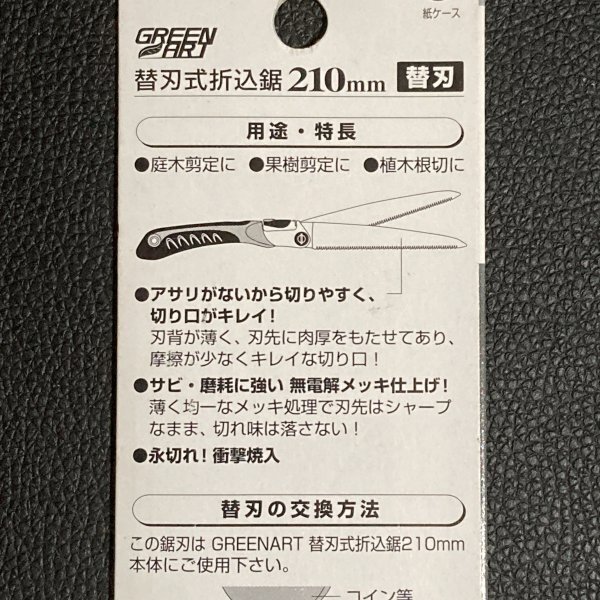 紙ケース
GREEN
ART
替刃式折込鋸210mm 替刃
用途・特長
●庭木剪定に ●果樹剪定に ●植木根切に
●アサリがないから切りやすく、
切り口がキレイ!
刃背が薄く、刃先に肉厚をもたせてあり、
摩擦が少なくキレイな切り口!
●サビ・磨耗に強い 無電解メッキ仕上げ!
薄く均一なメッキ処理で刃先はシャープ
なまま、切れ味は落さない!
●永切れ!衝撃焼入
替刃の交換方法
この鋸刃は GREENART 替刃式折込鋸210mm
本体にご使用下さい。
コイン等